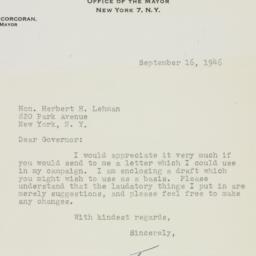 OFFICE OF THE MAYOR
NEW YORK 7, N.Y.
CORCORAN,
MAYOR
September 16, 1946
Hon. Herbert H. Lehman
820 Park Avenue
New York, N. Y.
Dear Governor:
I would appreciate it very much if
you would send to me a letter which I could use
in my campaign. I am enclosing a draft which
you might wish to use as a basis. Please
understand that the laudatory things I put in are
merely suggestions, and please feel free to make
any changes.
With kindest regards,
Sincerely,